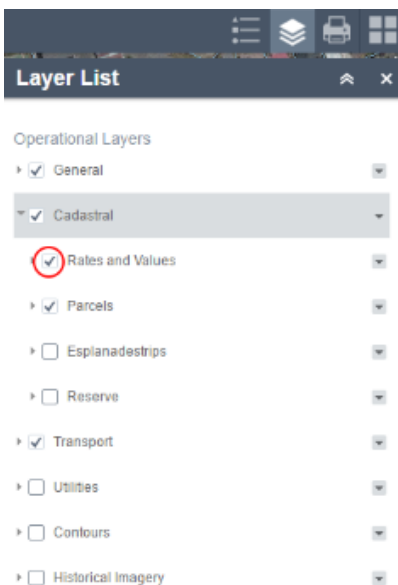 Layer List
Operational Layers
General
Cadastral
Rates and Values
Parcels
Esplanadestrips
Reserve
Transport
Utilities
Contours
Historical Imagery